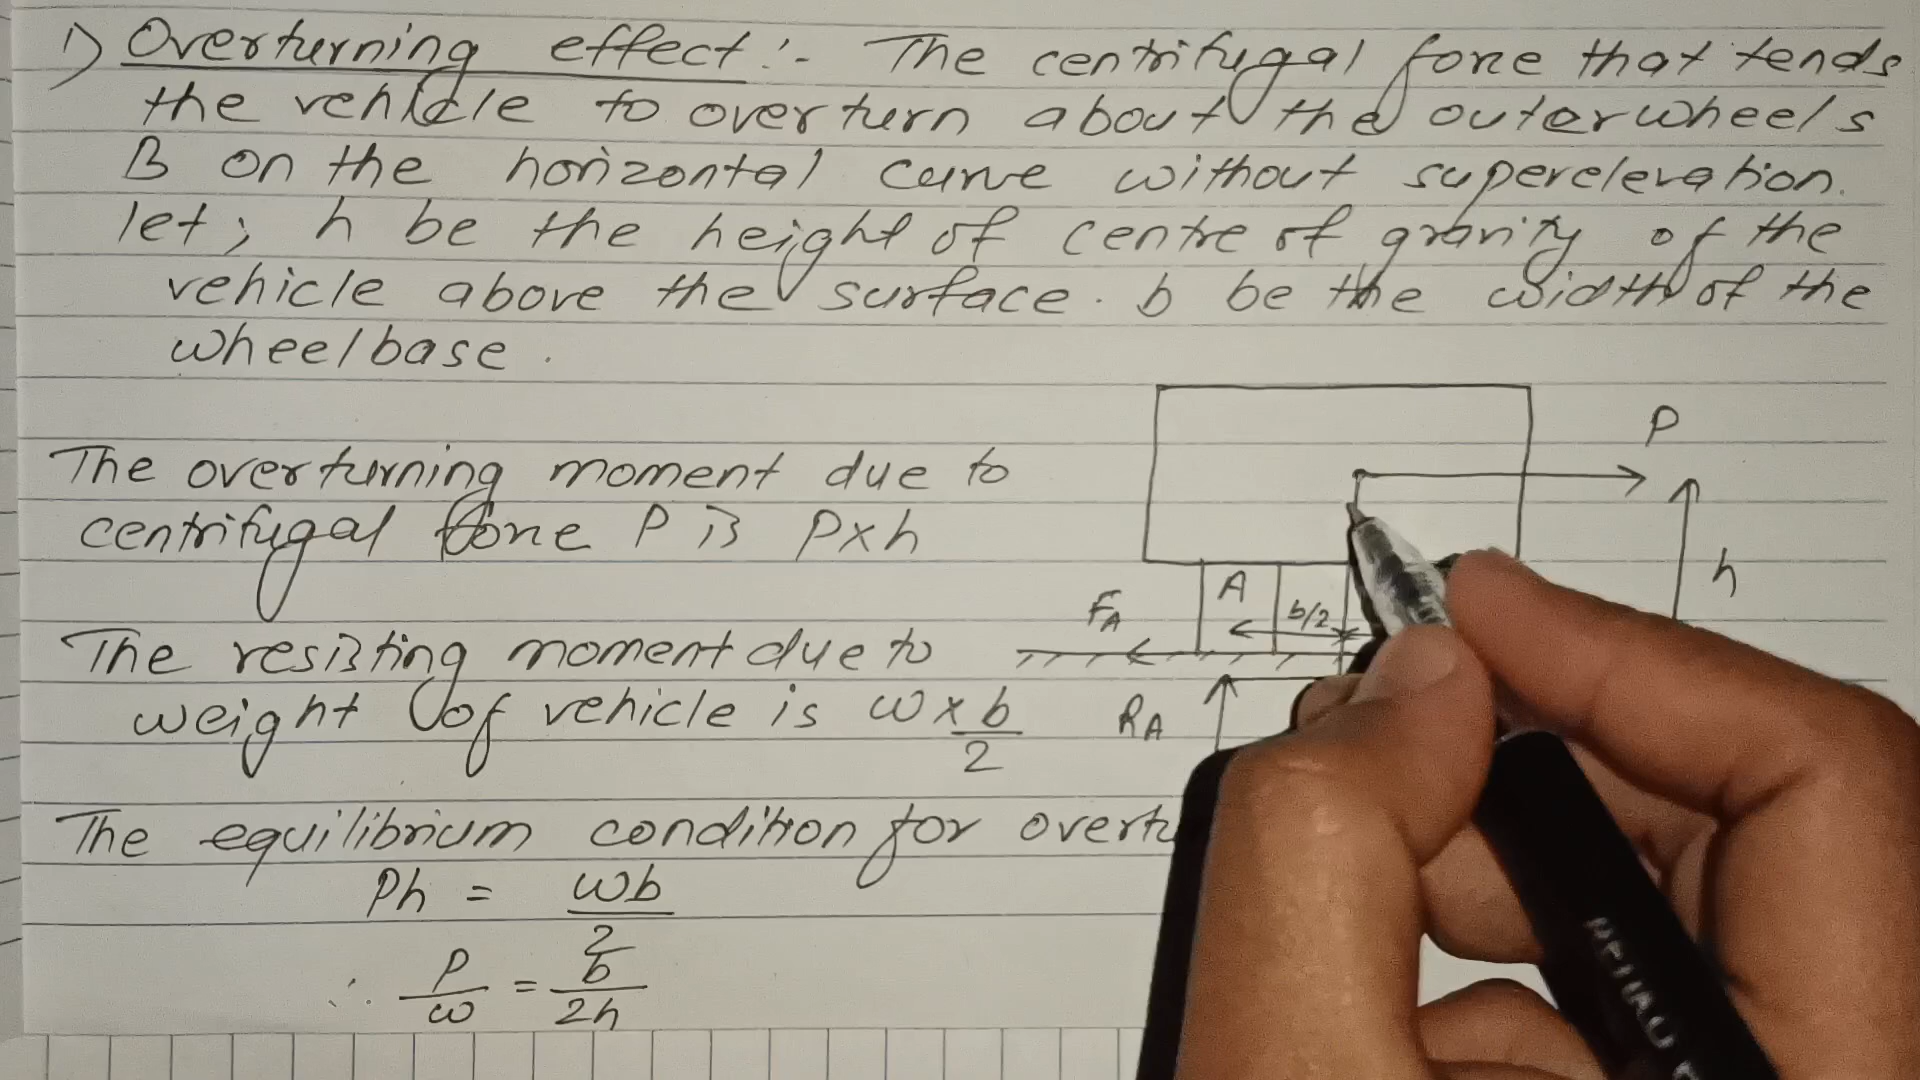 1) Overturning effect :- The centrifugal force that tends
the vehicle to overturn about the outer wheels
B on the horizontal curve without superelevation.
let; h be the height of centre of gravity of the
vehicle above the surface. b be the width of the
wheelbase.
The overturning moment due to
centrifugal force P is P×h
The resisting moment due to
weight of vehicle is W × b/2
The equilibrium condition for overtu
Ph = Wb/2
∴ P/W = b/2h
P
h
A
b/2
FA
RA